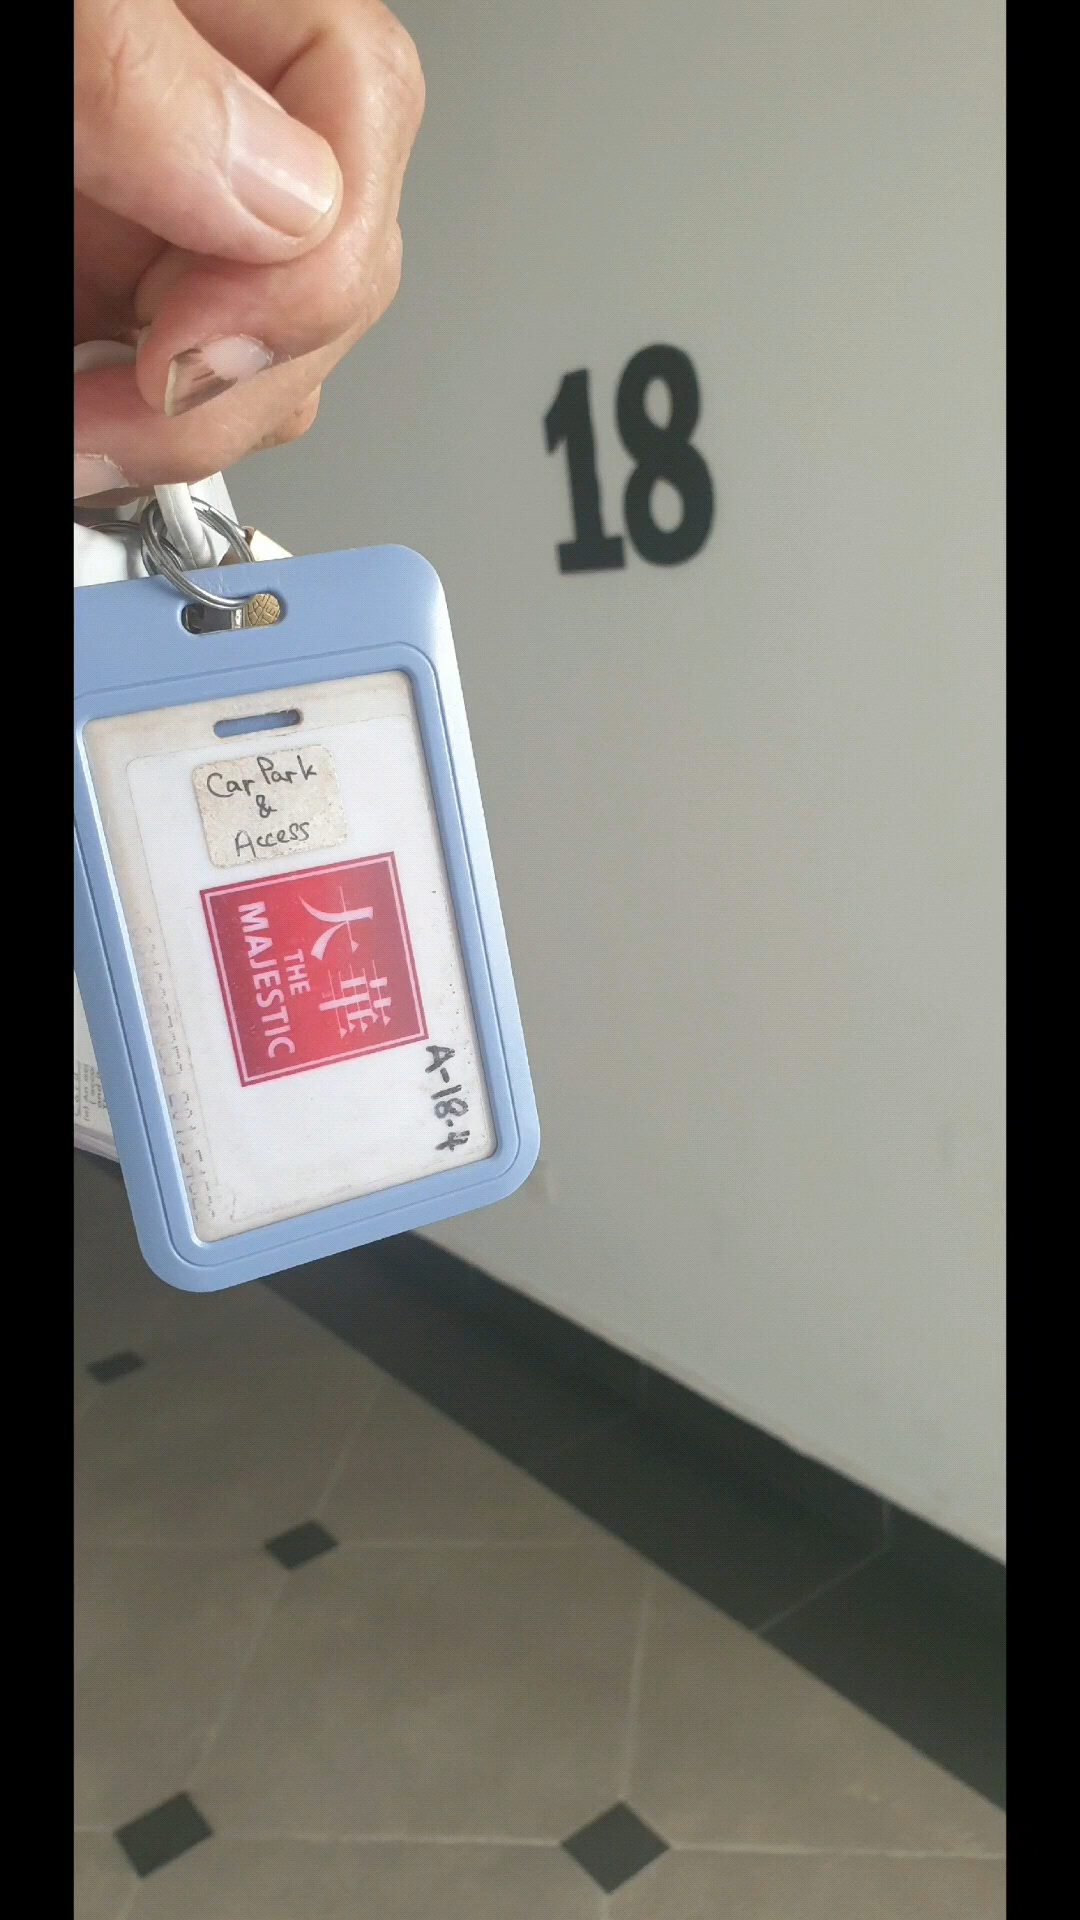 18
Car Park
&
Access
大華
THE
MAJESTIC
A-18-4